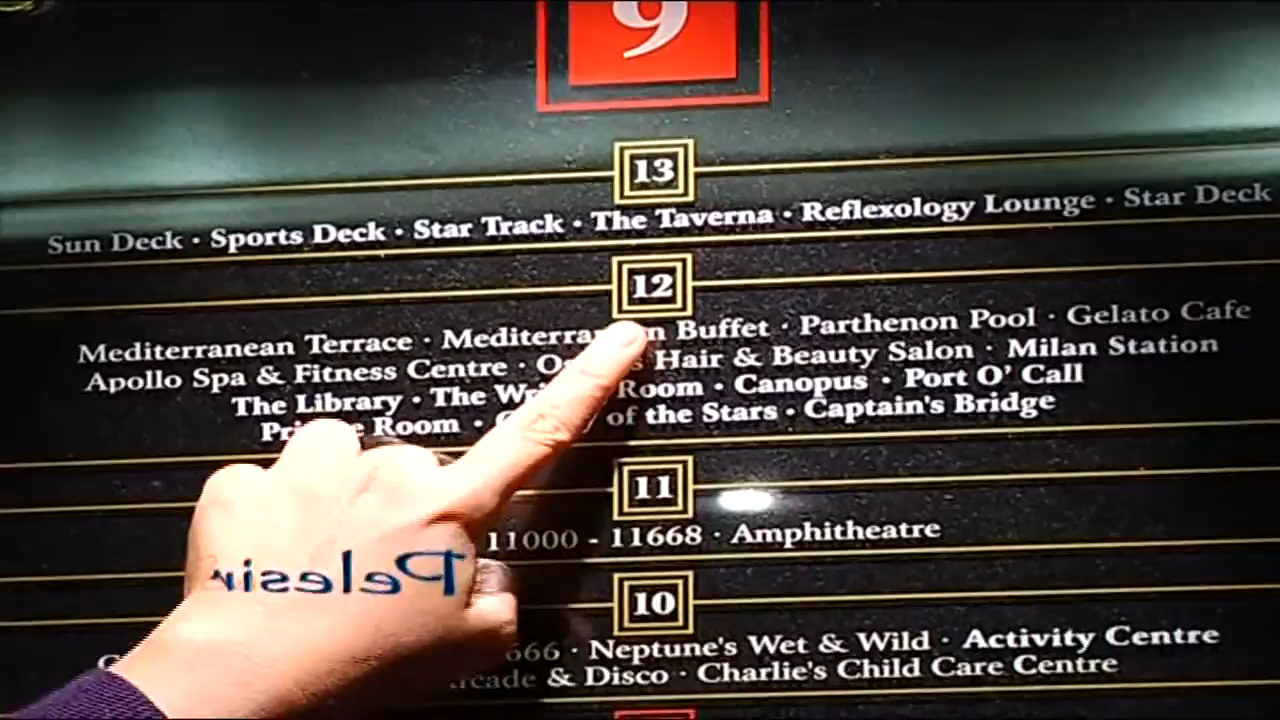 9
13
Sun Deck · Sports Deck · Star Track · The Taverna · Reflexology Lounge · Star Deck
12
Mediterranean Terrace · Mediterranean Buffet · Parthenon Pool · Gelato Cafe
Apollo Spa & Fitness Centre · Hair & Beauty Salon · Milan Station
The Library · The Room · Canopus · Port O' Call
Private Room · of the Stars · Captain's Bridge
11
11000 - 11668 · Amphitheatre
Pelesir
10
666 · Neptune's Wet & Wild · Activity Centre
& Disco · Charlie's Child Care Centre